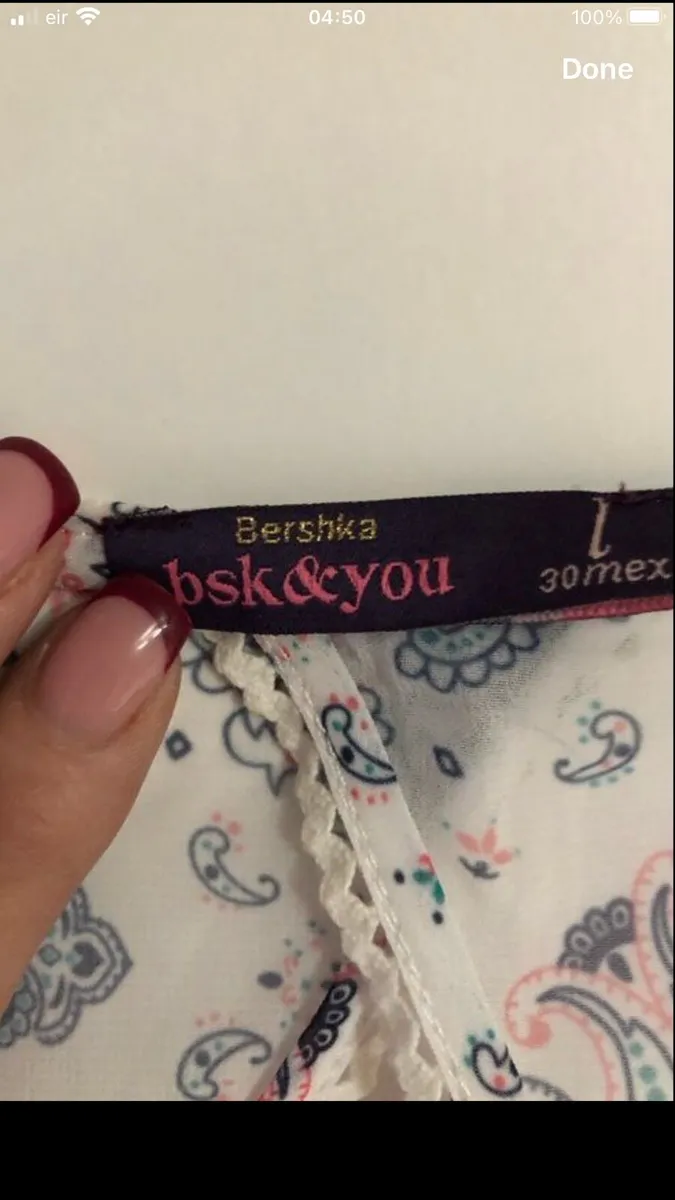 eir 04:50 100%
Done
Bershka
bsk&you
l
30mex